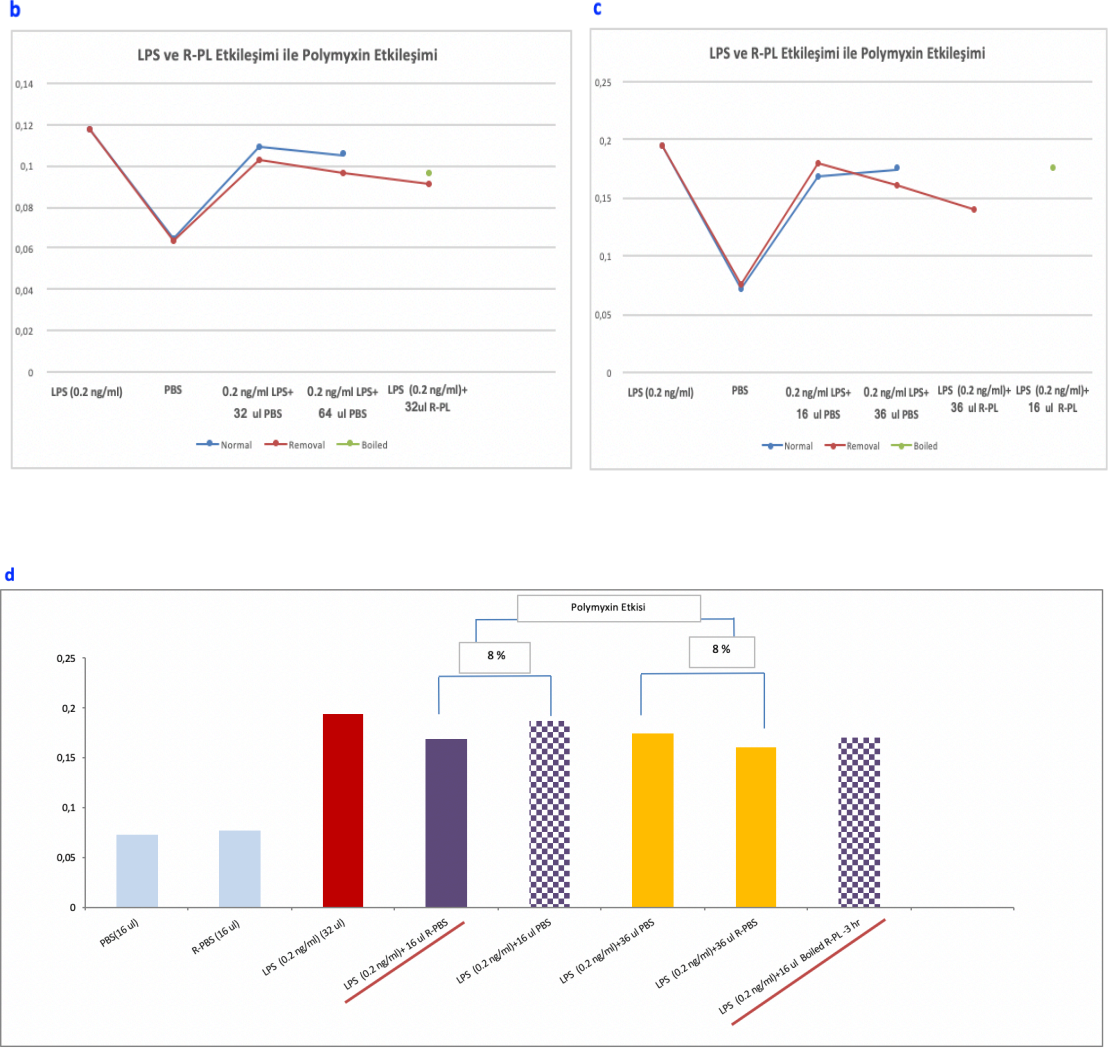 b
LPS ve R-PL Etkileşimi ile Polymyxin Etkileşimi
0,14
0,12
0,1
0,08
0,06
0,04
0,02
0
LPS (0.2 ng/ml)
PBS
0.2 ng/ml LPS+
32 ul PBS
0.2 ng/ml LPS+
64 ul PBS
LPS (0.2 ng/ml)+
32ul R-PL
Normal
Removal
Boiled
c
LPS ve R-PL Etkileşimi ile Polymyxin Etkileşimi
0,25
0,2
0,15
0,1
0,05
0
LPS (0.2 ng/ml)
PBS
0.2 ng/ml LPS+
16 ul PBS
0.2 ng/ml LPS+
36 ul PBS
LPS (0.2 ng/ml)+
36 ul R-PL
LPS (0.2 ng/ml)+
16 ul R-PL
Normal
Removal
Boiled
d
Polymyxin Etkisi
8 %
8 %
0,25
0,2
0,15
0,1
0,05
0
PBS(16 ul)
R-PBS (16 ul)
LPS (0.2 ng/ml) (32 ul)
LPS (0.2 ng/ml)+ 16 ul R-PBS
LPS (0.2 ng/ml)+16 ul PBS
LPS (0.2 ng/ml)+36 ul PBS
LPS (0.2 ng/ml)+36 ul R-PBS
LPS (0.2 ng/ml)+16 ul Boiled R-PL -3 hr